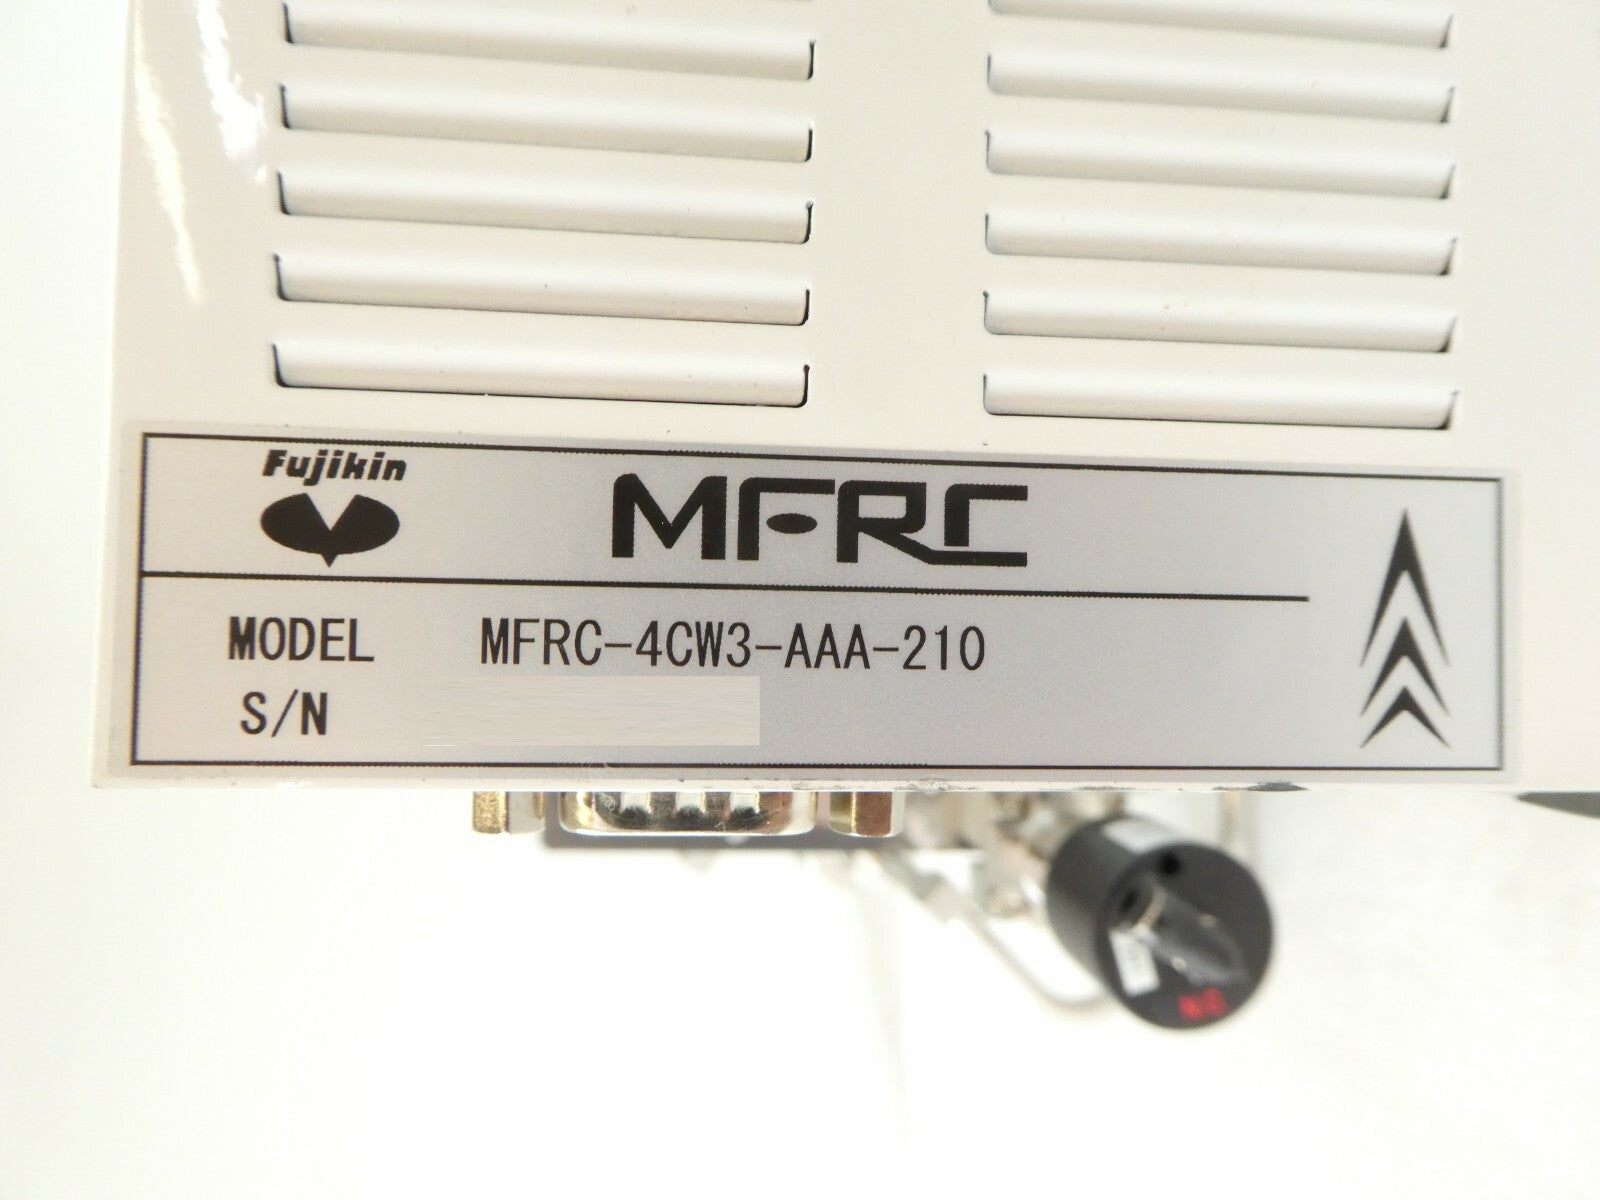 Fujikin
MFRC
MODEL MFRC-4CW3-AAA-210
S/N